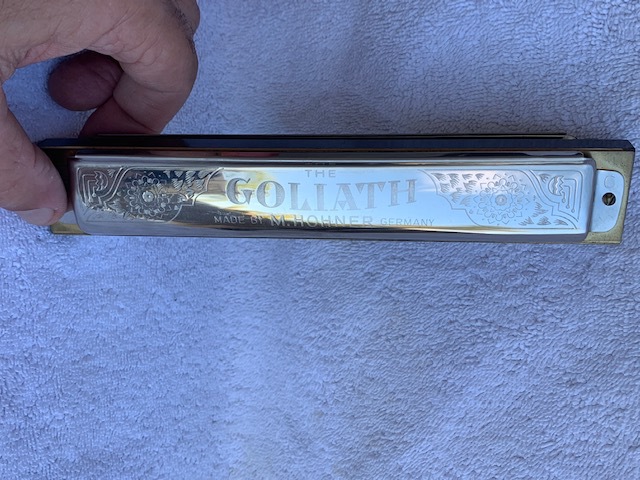 THE
GOLIATH
MADE BY M. HOHNER GERMANY